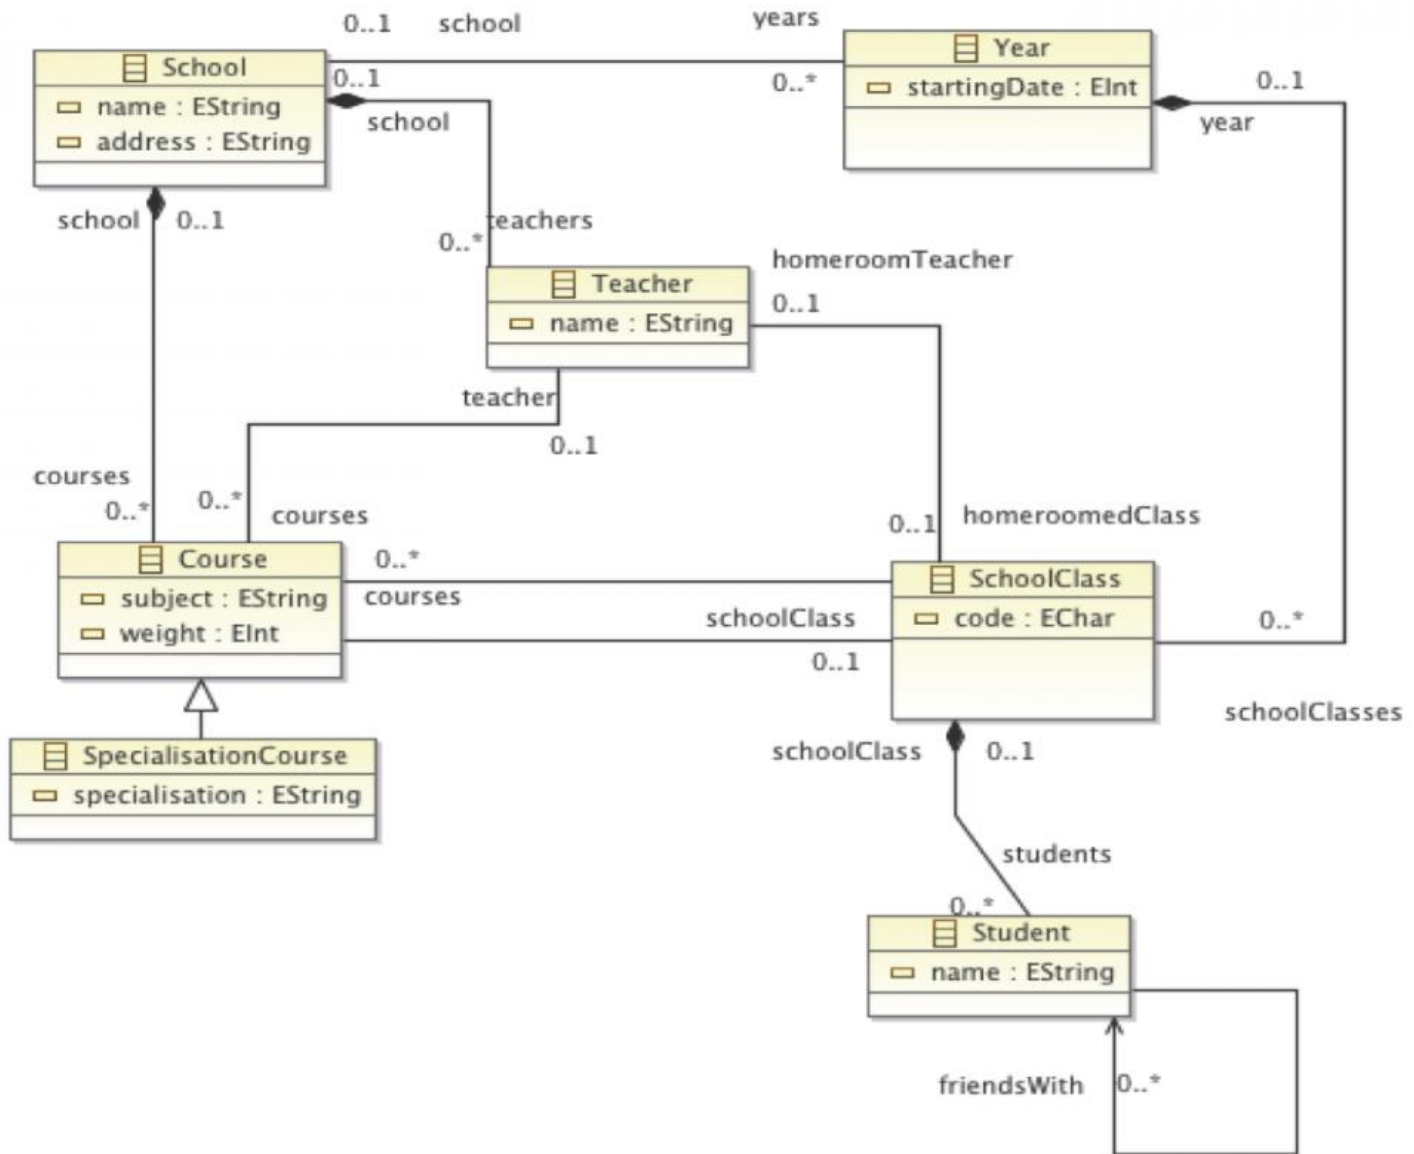 0..1 school years
School
name : EString
address : EString
0..1
school
0..*
Year
startingDate : EInt
0..1
year
school 0..1
teachers
0..*
Teacher
name : EString
homeroomTeacher
0..1
teacher
0..1
courses
0..*
0..*
courses
0..1
homeroomedClass
Course
subject : EString
weight : EInt
0..*
courses
schoolClass
0..1
SchoolClass
code : EChar
0..*
schoolClasses
SpecialisationCourse
specialisation : EString
schoolClass 0..1
students
0..*
Student
name : EString
friendsWith 0..*